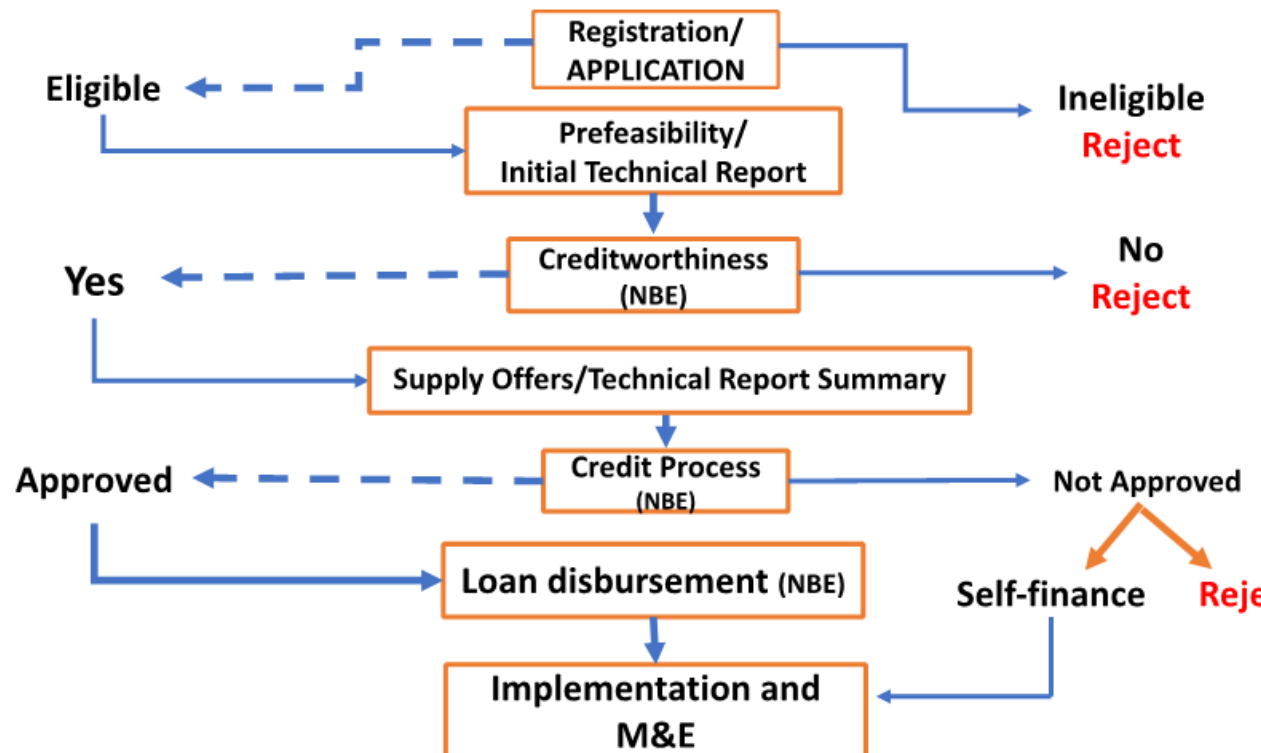 Registration/
APPLICATION
Eligible
Ineligible
Reject
Prefeasibility/
Initial Technical Report
Creditworthiness
(NBE)
Yes
No
Reject
Supply Offers/Technical Report Summary
Credit Process
(NBE)
Approved
Not Approved
Loan disbursement (NBE)
Self-finance
Reje
Implementation and
M&E